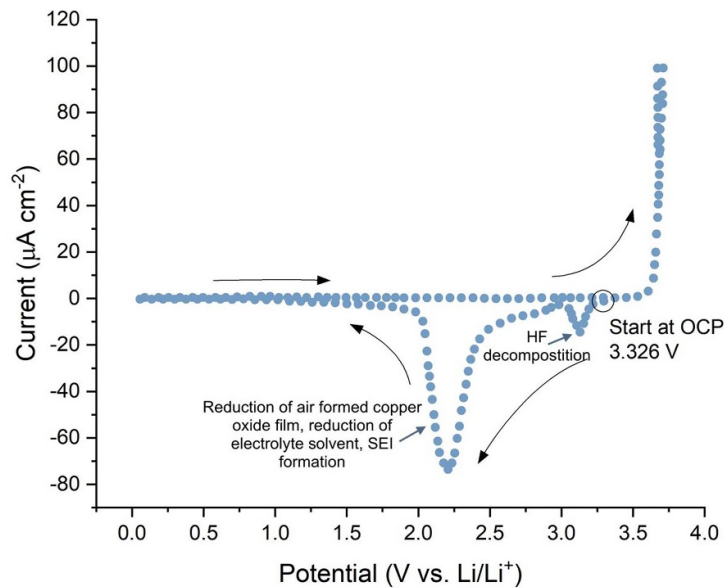 120
100
80
60
40
20
0
-20
-40
-60
-80
Current (μA cm⁻²)
HF
decompostition
Start at OCP
3.326 V
Reduction of air formed copper
oxide film, reduction of
electrolyte solvent, SEI
formation
0.0 0.5 1.0 1.5 2.0 2.5 3.0 3.5 4.0
Potential (V vs. Li/Li⁺)